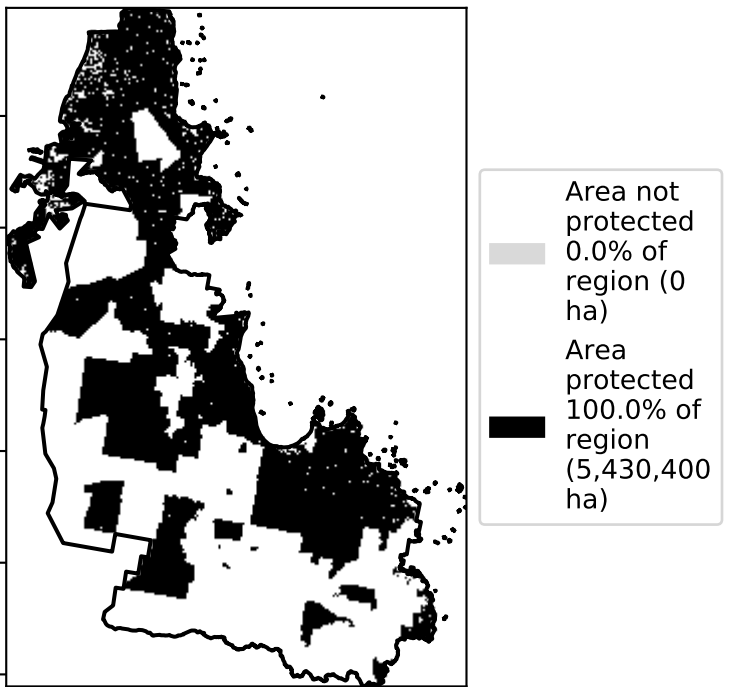 Area not
protected
0.0% of
region (0
ha)
Area
protected
100.0% of
region
(5,430,400
ha)